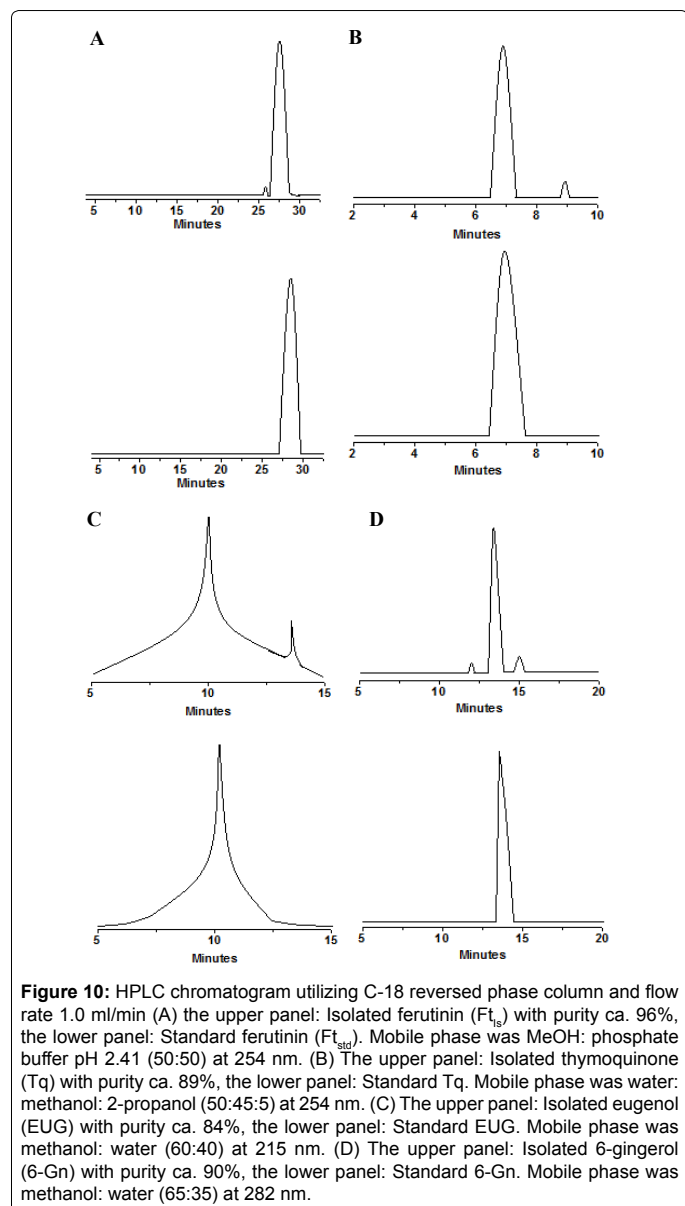 A
B
5 10 15 20 25 30
Minutes
2 4 6 8 10
Minutes
5 10 15 20 25 30
Minutes
2 4 6 8 10
Minutes
C
D
5 10 15
Minutes
5 10 15 20
Minutes
5 10 15
Minutes
5 10 15 20
Minutes
Figure 10: HPLC chromatogram utilizing C-18 reversed phase column and flow
rate 1.0 ml/min (A) the upper panel: Isolated ferutinin (Ftis) with purity ca. 96%,
the lower panel: Standard ferutinin (Ftstd). Mobile phase was MeOH: phosphate
buffer pH 2.41 (50:50) at 254 nm. (B) The upper panel: Isolated thymoquinone
(Tq) with purity ca. 89%, the lower panel: Standard Tq. Mobile phase was water:
methanol: 2-propanol (50:45:5) at 254 nm. (C) The upper panel: Isolated eugenol
(EUG) with purity ca. 84%, the lower panel: Standard EUG. Mobile phase was
methanol: water (60:40) at 215 nm. (D) The upper panel: Isolated 6-gingerol
(6-Gn) with purity ca. 90%, the lower panel: Standard 6-Gn. Mobile phase was
methanol: water (65:35) at 282 nm.